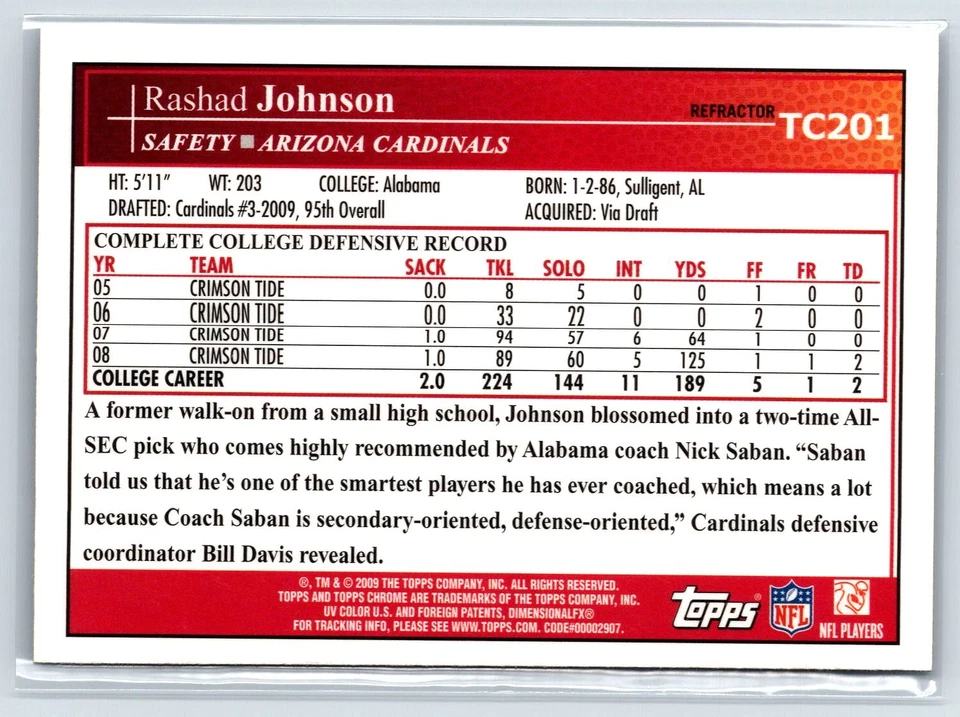 Rashad Johnson
REFRACTOR
TC201
SAFETY ■ ARIZONA CARDINALS
HT: 5'11" WT: 203 COLLEGE: Alabama BORN: 1-2-86, Sulligent, AL
DRAFTED: Cardinals #3-2009, 95th Overall ACQUIRED: Via Draft
COMPLETE COLLEGE DEFENSIVE RECORD
YR TEAM SACK TKL SOLO INT YDS FF FR TD
05 CRIMSON TIDE 0.0 8 5 0 0 1 0 0
06 CRIMSON TIDE 0.0 33 22 0 0 2 0 0
07 CRIMSON TIDE 1.0 94 57 6 64 1 0 0
08 CRIMSON TIDE 1.0 89 60 5 125 1 1 2
COLLEGE CAREER 2.0 224 144 11 189 5 1 2
A former walk-on from a small high school, Johnson blossomed into a two-time All-
SEC pick who comes highly recommended by Alabama coach Nick Saban. “Saban
told us that he’s one of the smartest players he has ever coached, which means a lot
because Coach Saban is secondary-oriented, defense-oriented,” Cardinals defensive
coordinator Bill Davis revealed.
®, TM & © 2009 THE TOPPS COMPANY, INC. ALL RIGHTS RESERVED.
TOPPS AND TOPPS CHROME ARE TRADEMARKS OF THE TOPPS COMPANY, INC.
UV COLOR U.S. AND FOREIGN PATENTS, DIMENSIONALFX®
FOR TRACKING INFO, PLEASE SEE WWW.TOPPS.COM. CODE#00002907.
Topps®
NFL
NFL PLAYERS